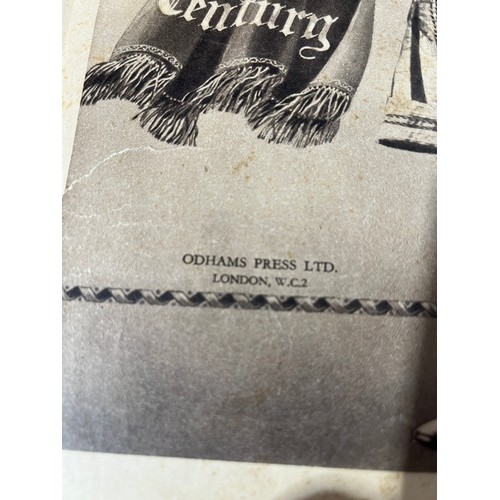 Century
ODHAMS PRESS LTD.
LONDON, W.C.2